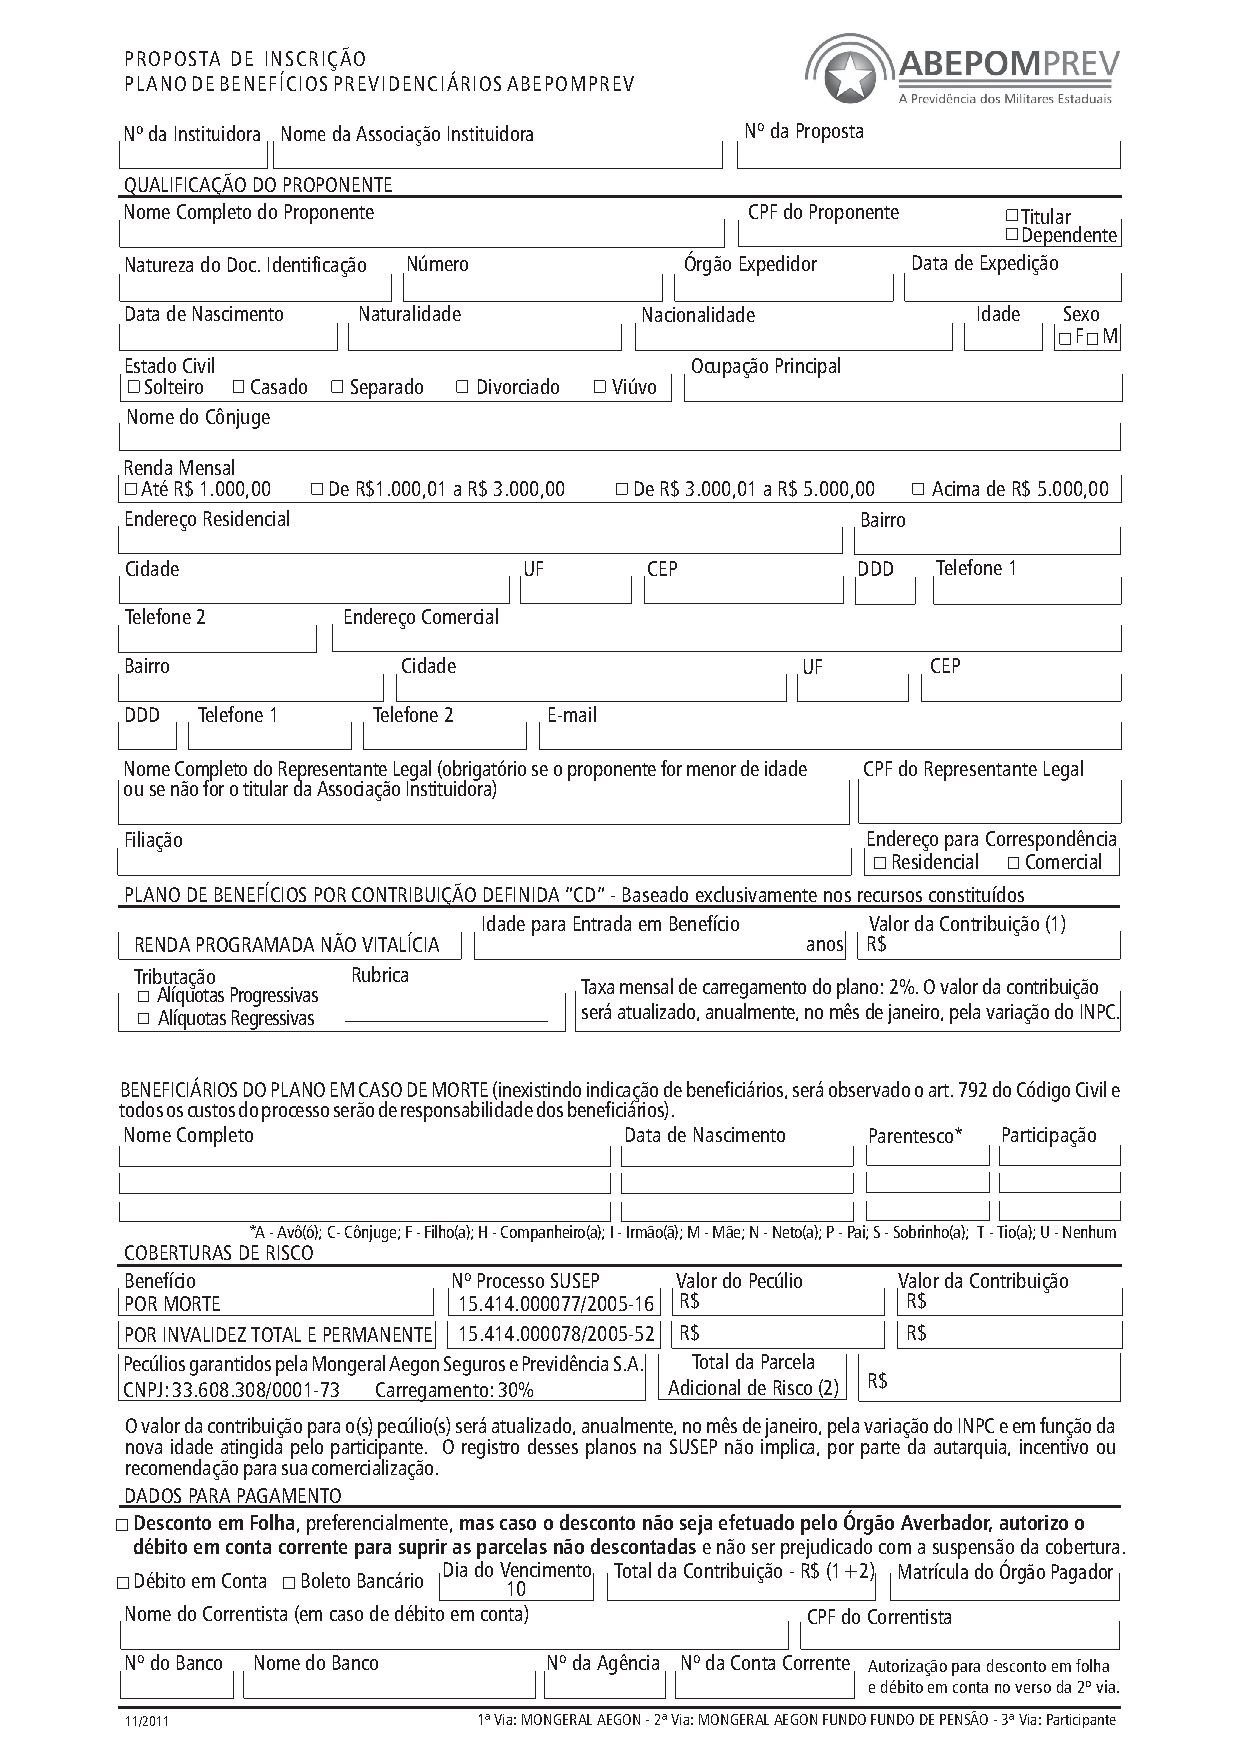 PROPOSTA DE INSCRIÇÃO
PLANO DE BENEFÍCIOS PREVIDENCIÁRIOS ABEPOMPREV
ABEPOMPREV
A Previdência dos Militares Estaduais
Nº da Instituidora Nome da Associação Instituidora Nº da Proposta
QUALIFICAÇÃO DO PROPONENTE
Nome Completo do Proponente CPF do Proponente Titular
Dependente
Natureza do Doc. Identificação Número Órgão Expedidor Data de Expedição
Data de Nascimento Naturalidade Nacionalidade Idade Sexo
F M
Estado Civil Ocupação Principal
Solteiro Casado Separado Divorciado Viúvo
Nome do Cônjuge
Renda Mensal
Até R$ 1.000,00 De R$1.000,01 a R$ 3.000,00 De R$ 3.000,01 a R$ 5.000,00 Acima de R$ 5.000,00
Endereço Residencial Bairro
Cidade UF CEP DDD Telefone 1
Telefone 2 Endereço Comercial
Bairro Cidade UF CEP
DDD Telefone 1 Telefone 2 E-mail
Nome Completo do Representante Legal (obrigatório se o proponente for menor de idade CPF do Representante Legal
ou se não for o titular da Associação Instituidora)
Filiação Endereço para Correspondência
Residencial Comercial
PLANO DE BENEFÍCIOS POR CONTRIBUIÇÃO DEFINIDA “CD” - Baseado exclusivamente nos recursos constituídos
Idade para Entrada em Benefício Valor da Contribuição (1)
RENDA PROGRAMADA NÃO VITALÍCIA anos R$
Tributação Rubrica
Alíquotas Progressivas
Alíquotas Regressivas
Taxa mensal de carregamento do plano: 2%. O valor da contribuição
será atualizado, anualmente, no mês de janeiro, pela variação do INPC.
BENEFICIÁRIOS DO PLANO EM CASO DE MORTE (inexistindo indicação de beneficiários, será observado o art. 792 do Código Civil e
todos os custos do processo serão de responsabilidade dos beneficiários).
Nome Completo Data de Nascimento Parentesco* Participação
*A - Avô(ó); C- Cônjuge; F - Filho(a); H - Companheiro(a); I - Irmão(ã); M - Mãe; N - Neto(a); P - Pai; S - Sobrinho(a); T - Tio(a); U - Nenhum
COBERTURAS DE RISCO
Benefício Nº Processo SUSEP Valor do Pecúlio Valor da Contribuição
POR MORTE 15.414.000077/2005-16 R$ R$
POR INVALIDEZ TOTAL E PERMANENTE 15.414.000078/2005-52 R$ R$
Pecúlios garantidos pela Mongeral Aegon Seguros e Previdência S.A.
CNPJ: 33.608.308/0001-73 Carregamento: 30%
Total da Parcela
Adicional de Risco (2) R$
O valor da contribuição para o(s) pecúlio(s) será atualizado, anualmente, no mês de janeiro, pela variação do INPC e em função da
nova idade atingida pelo participante. O registro desses planos na SUSEP não implica, por parte da autarquia, incentivo ou
recomendação para sua comercialização.
DADOS PARA PAGAMENTO
Desconto em Folha, preferencialmente, mas caso o desconto não seja efetuado pelo Órgão Averbador, autorizo o
débito em conta corrente para suprir as parcelas não descontadas e não ser prejudicado com a suspensão da cobertura.
Débito em Conta Boleto Bancário Dia do Vencimento Total da Contribuição - R$ (1+2) Matrícula do Órgão Pagador
10
Nome do Correntista (em caso de débito em conta) CPF do Correntista
Nº do Banco Nome do Banco Nº da Agência Nº da Conta Corrente
Autorização para desconto em folha
e débito em conta no verso da 2º via.
11/2011 1ª Via: MONGERAL AEGON - 2ª Via: MONGERAL AEGON FUNDO FUNDO DE PENSÃO - 3ª Via: Participante